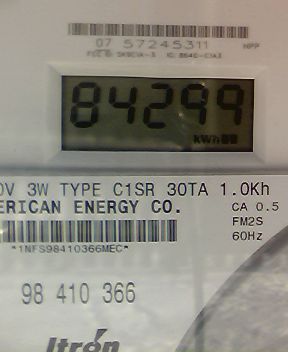 07 57245311 HPP
84299
kWh
0V 3W TYPE C1SR 30TA 1.0Kh
ERICAN ENERGY CO. CA 0.5
FM2S
60Hz
*1NFS98410366MEC*
98 410 366
Itron